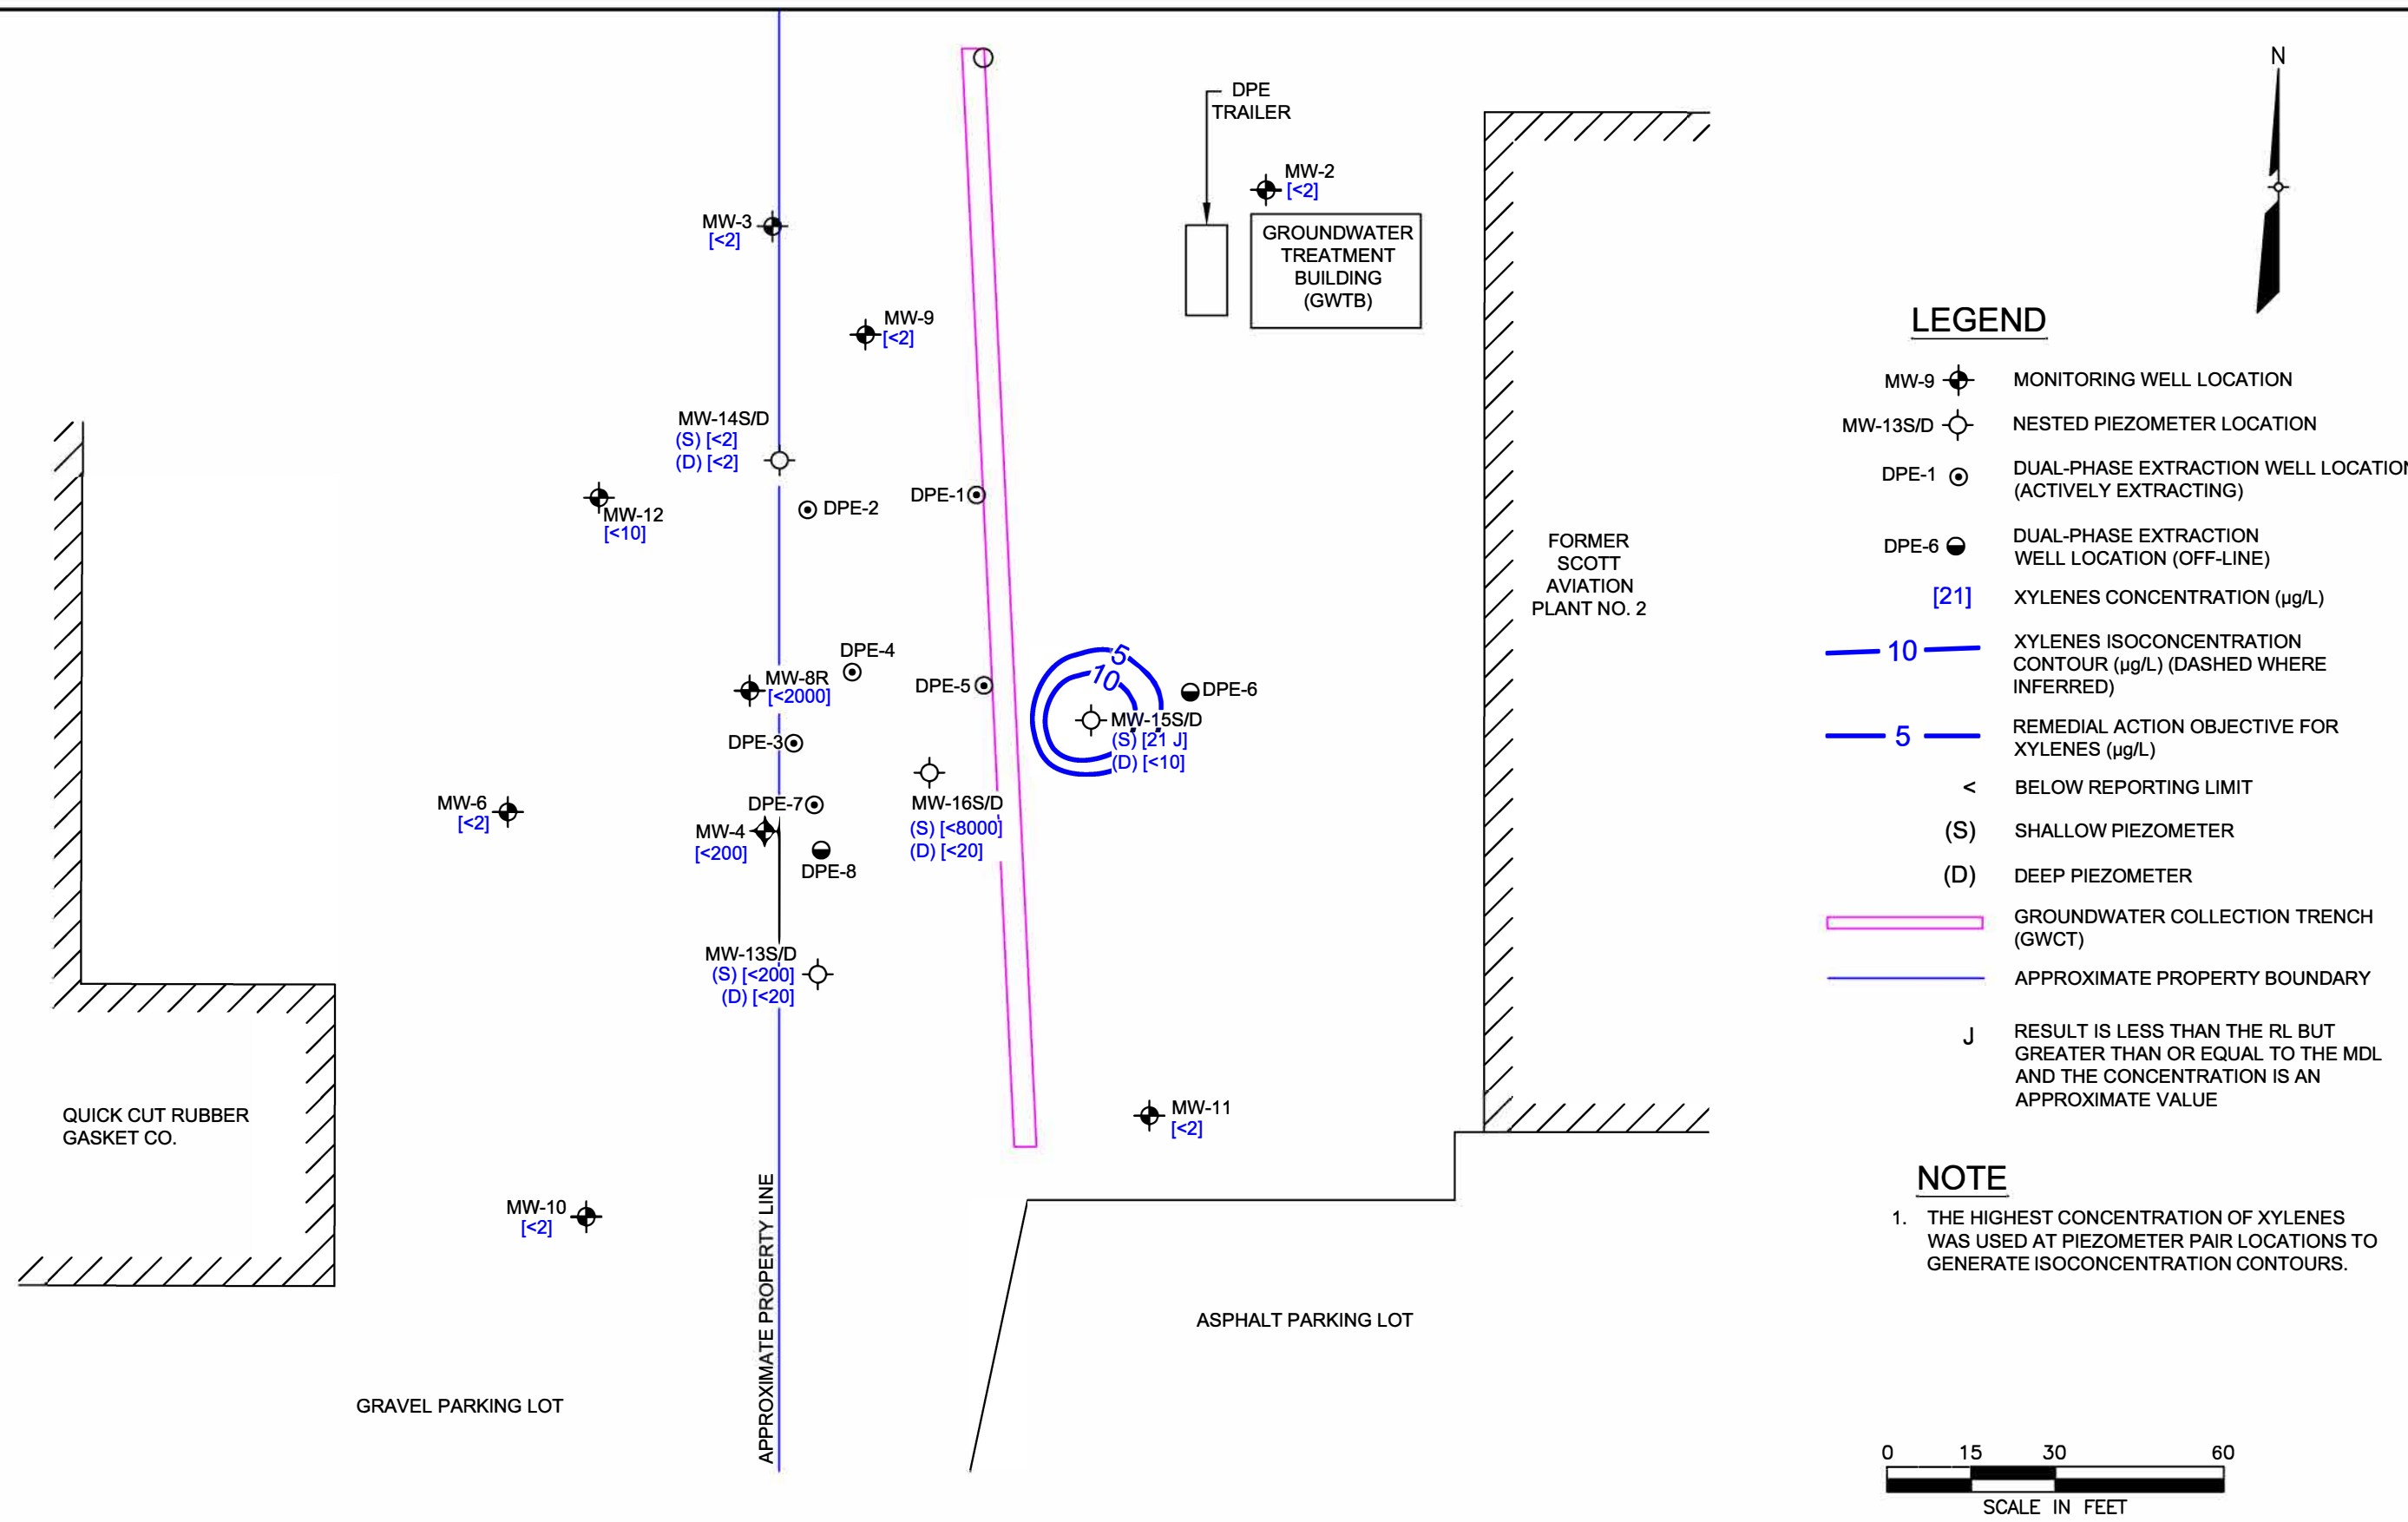 N
DPE
TRAILER
MW-2
[<2]
MW-3
[<2]
GROUNDWATER
TREATMENT
BUILDING
(GWTB)
MW-9
[<2]
MW-14S/D
(S) [<2]
(D) [<2]
MW-12
[<10]
DPE-2
DPE-1
FORMER
SCOTT
AVIATION
PLANT NO. 2
DPE-4
MW-8R
[<2000]
DPE-5
5
10
DPE-6
MW-15S/D
(S) [21 J]
(D) [<10]
DPE-3
MW-6
[<2]
DPE-7
MW-4
[<200]
DPE-8
MW-16S/D
(S) [<8000]
(D) [<20]
MW-13S/D
(S) [<200]
(D) [<20]
QUICK CUT RUBBER
GASKET CO.
MW-11
[<2]
MW-10
[<2]
APPROXIMATE PROPERTY LINE
ASPHALT PARKING LOT
GRAVEL PARKING LOT
LEGEND
MW-9 MONITORING WELL LOCATION
MW-13S/D NESTED PIEZOMETER LOCATION
DPE-1 DUAL-PHASE EXTRACTION WELL LOCATION
(ACTIVELY EXTRACTING)
DPE-6 DUAL-PHASE EXTRACTION
WELL LOCATION (OFF-LINE)
[21] XYLENES CONCENTRATION (µg/L)
10 XYLENES ISOCONCENTRATION
CONTOUR (µg/L) (DASHED WHERE
INFERRED)
5 REMEDIAL ACTION OBJECTIVE FOR
XYLENES (µg/L)
< BELOW REPORTING LIMIT
(S) SHALLOW PIEZOMETER
(D) DEEP PIEZOMETER
GROUNDWATER COLLECTION TRENCH
(GWCT)
APPROXIMATE PROPERTY BOUNDARY
J RESULT IS LESS THAN THE RL BUT
GREATER THAN OR EQUAL TO THE MDL
AND THE CONCENTRATION IS AN
APPROXIMATE VALUE
NOTE
1. THE HIGHEST CONCENTRATION OF XYLENES
WAS USED AT PIEZOMETER PAIR LOCATIONS TO
GENERATE ISOCONCENTRATION CONTOURS.
0 15 30 60
SCALE IN FEET